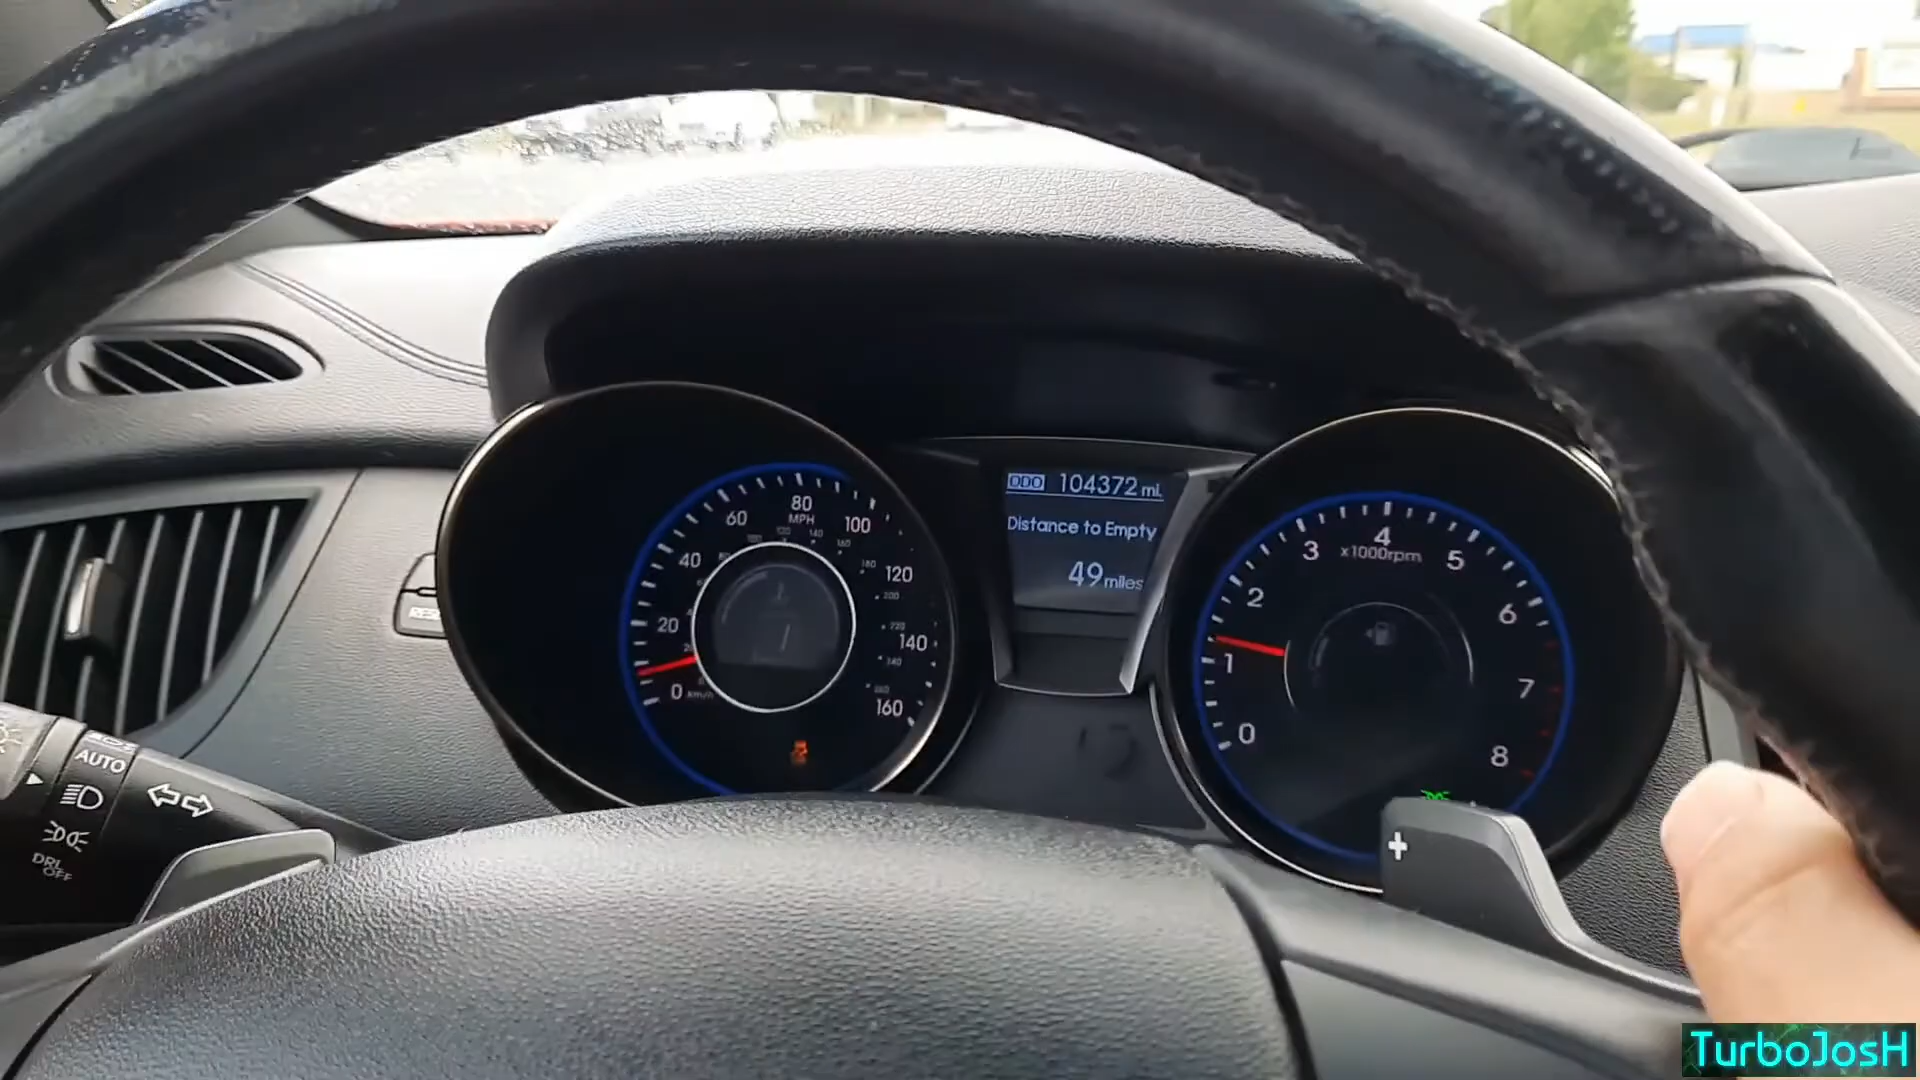 ODO 104372 mi.
Distance to Empty
49 miles
0
20
40
60
80
100
120
140
160
MPH
km/h
0
1
2
3
4
5
6
7
8
x1000rpm
AUTO
DRL
OFF
+
TurboJosH